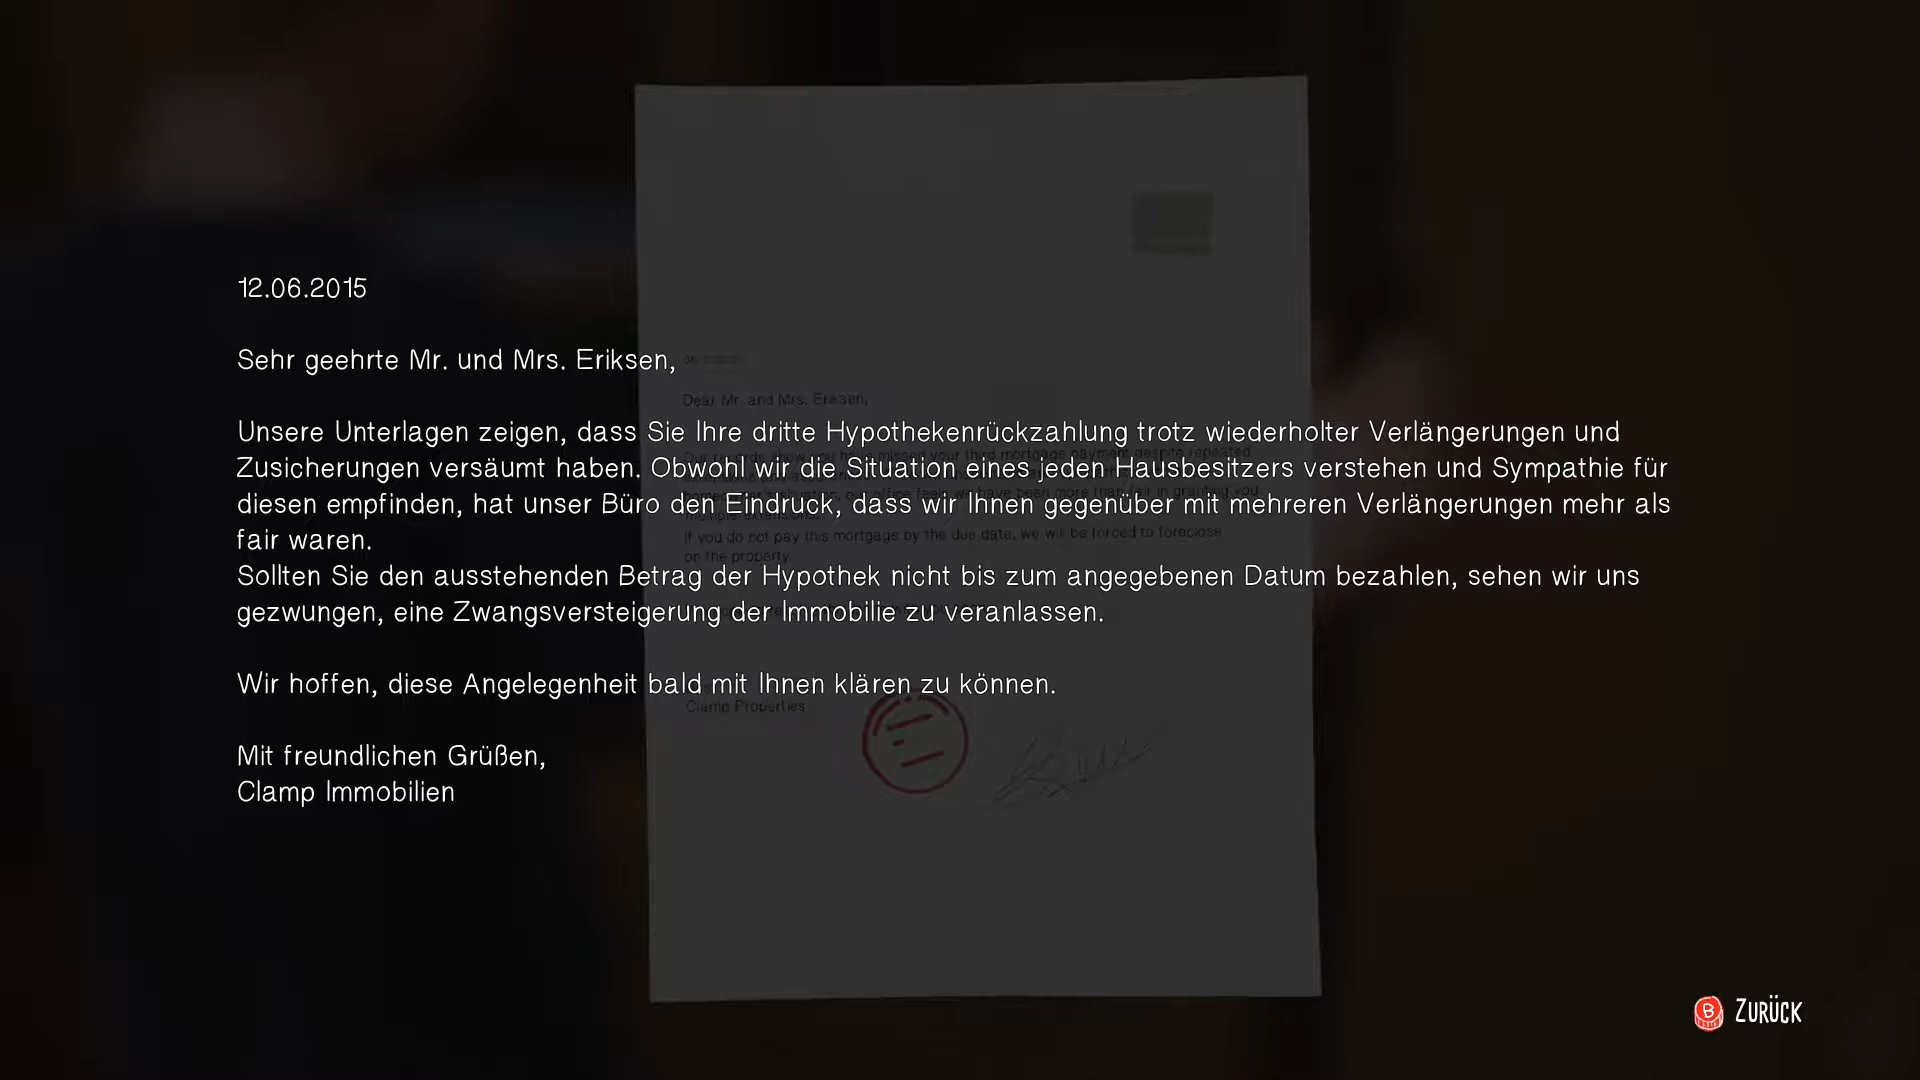 12.06.2015
Sehr geehrte Mr. und Mrs. Eriksen,
Dear Mr. and Mrs. Eriksen,
Unsere Unterlagen zeigen, dass Sie Ihre dritte Hypothekenrückzahlung trotz wiederholter Verlängerungen und
Zusicherungen versäumt haben. Obwohl wir die Situation eines jeden Hausbesitzers verstehen und Sympathie für
diesen empfinden, hat unser Büro den Eindruck, dass wir Ihnen gegenüber mit mehreren Verlängerungen mehr als
fair waren.
If you do not pay this mortgage by the due date, we will be forced to foreclose
on the property.
Sollten Sie den ausstehenden Betrag der Hypothek nicht bis zum angegebenen Datum bezahlen, sehen wir uns
gezwungen, eine Zwangsversteigerung der Immobilie zu veranlassen.
Wir hoffen, diese Angelegenheit bald mit Ihnen klären zu können.
Clamp Properties
Mit freundlichen Grüßen,
Clamp Immobilien
B ZURÜCK